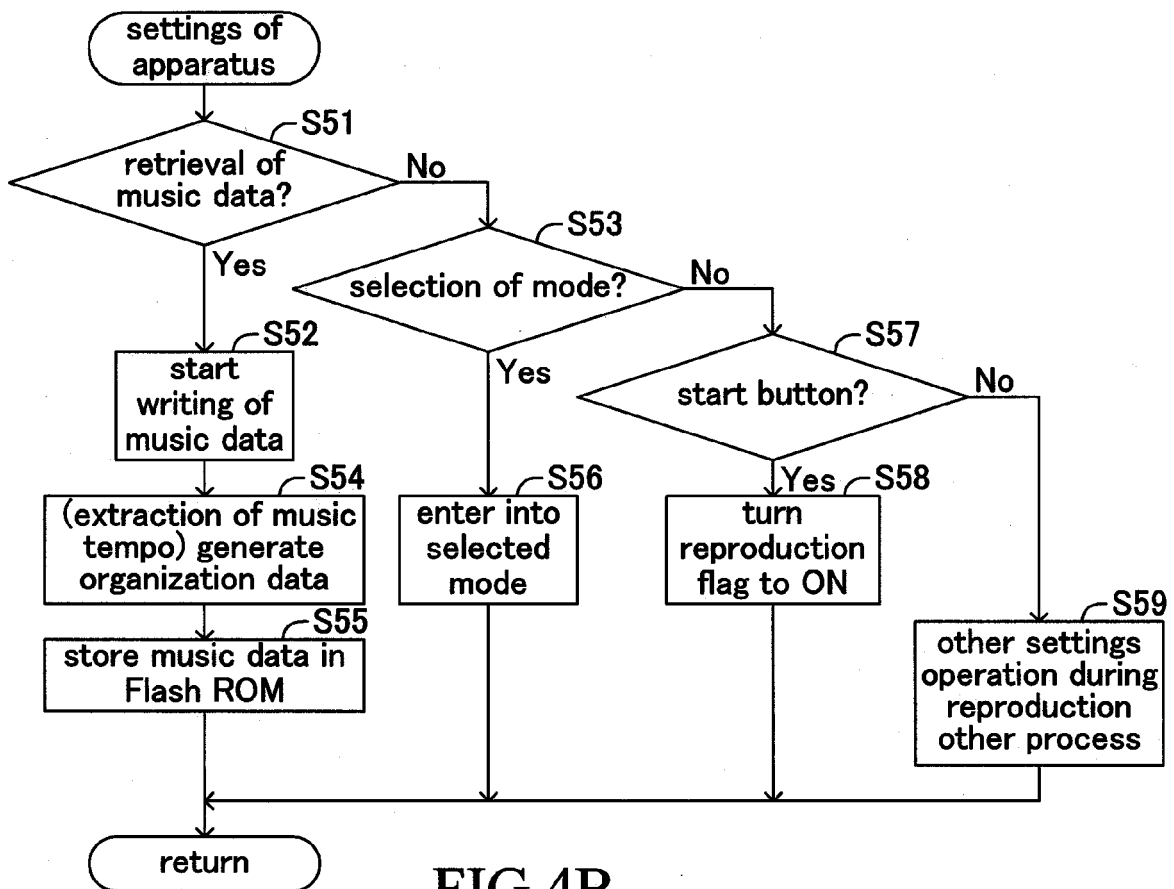 settings of
apparatus
S51
retrieval of
music data?
No
Yes
S53
selection of mode?
No
Yes
S57
start button?
No
Yes
S52
start
writing of
music data
S54
(extraction of music
tempo) generate
organization data
S55
store music data in
Flash ROM
S56
enter into
selected
mode
S58
turn
reproduction
flag to ON
S59
other settings
operation during
reproduction
other process
return
FIG.4B